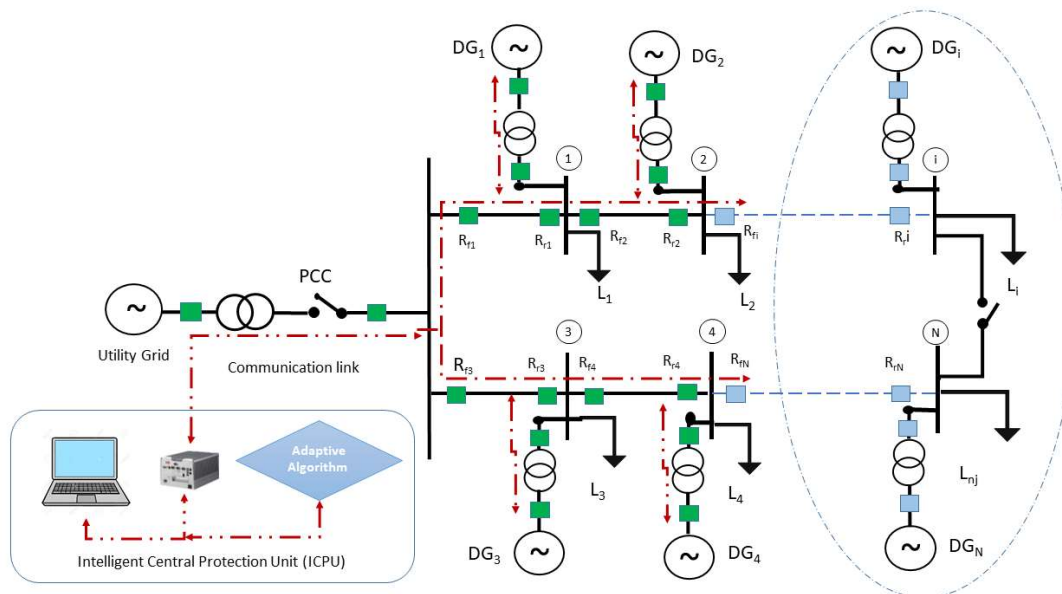 DG1
DG2
DGi
1
2
i
Rf1
Rr1
Rf2
Rr2
Rfi
Rri
PCC
L1
L2
Li
Utility Grid
Communication link
3
4
N
Rf3
Rr3
Rf4
Rr4
RfN
RrN
Adaptive
Algorithm
L3
L4
Lnj
Intelligent Central Protection Unit (ICPU)
DG3
DG4
DGN